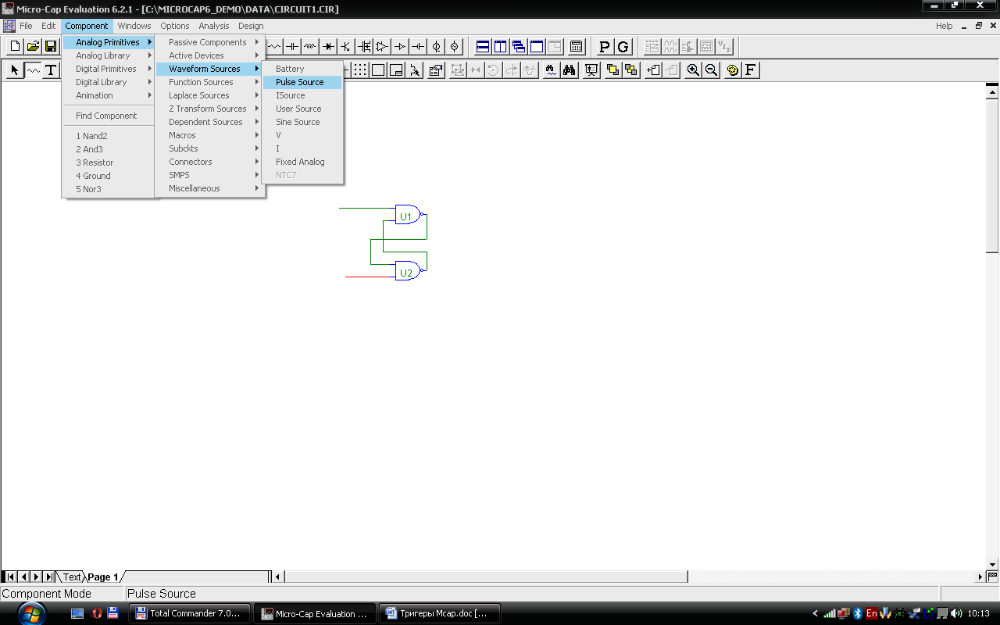 Micro-Cap Evaluation 6.2.1 - [C:\MICROCAP6_DEMO\DATA\CIRCUIT1.CIR]
File Edit Component Windows Options Analysis Design Help
T
P G
F
Analog Primitives
Analog Library
Digital Primitives
Digital Library
Animation
Find Component
1 Nand2
2 And3
3 Resistor
4 Ground
5 Nor3
Passive Components
Active Devices
Waveform Sources
Function Sources
Laplace Sources
Z Transform Sources
Dependent Sources
Macros
Subckts
Connectors
SMPS
Miscellaneous
Battery
Pulse Source
ISource
User Source
Sine Source
V
I
Fixed Analog
NTC7
U1
U2
Text Page 1
Component Mode Pulse Source
Total Commander 7.0... Micro-Cap Evaluation ... Тригеры Mcap.doc [... En 10:13